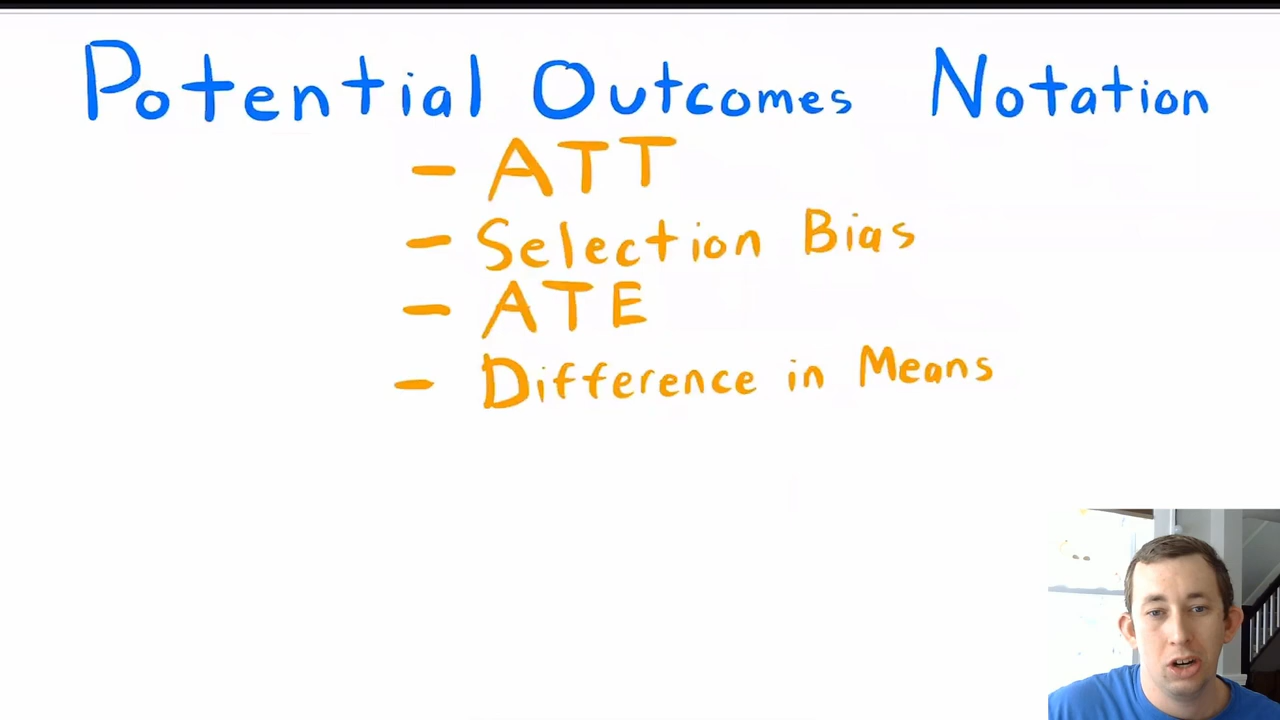 Potential Outcomes Notation
- ATT
- Selection Bias
- ATE
- Difference in Means